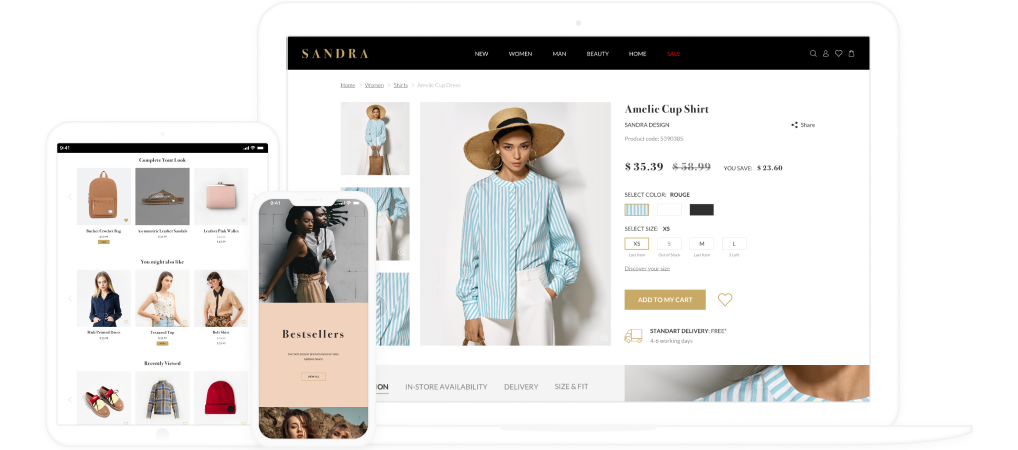 SANDRA
NEW WOMEN MAN BEAUTY HOME SALE
Home > Women > Shirts > Amelie Cup Dress
Amelie Cup Shirt
SANDRA DESIGN
Share
Product code: 5390385
$ 35.39 $ 58.99 YOU SAVE: $ 23.60
SELECT COLOR: ROUGE
SELECT SIZE: XS
XS S M L
Last Item Out of Stock Last Item 3 Left
Discover your size
ADD TO MY CART
STANDART DELIVERY: FREE*
4-6 working days
ION IN-STORE AVAILABILITY DELIVERY SIZE & FIT
9:41
Complete Your Look
Bucker Crochet Bag Asymmetric Leather Sandals Leather Pink Wallet
You might also like
Midi Printed Dress Textured Top Belt Skirt
Recently Viewed
9:41
Bestsellers
VIEW ALL